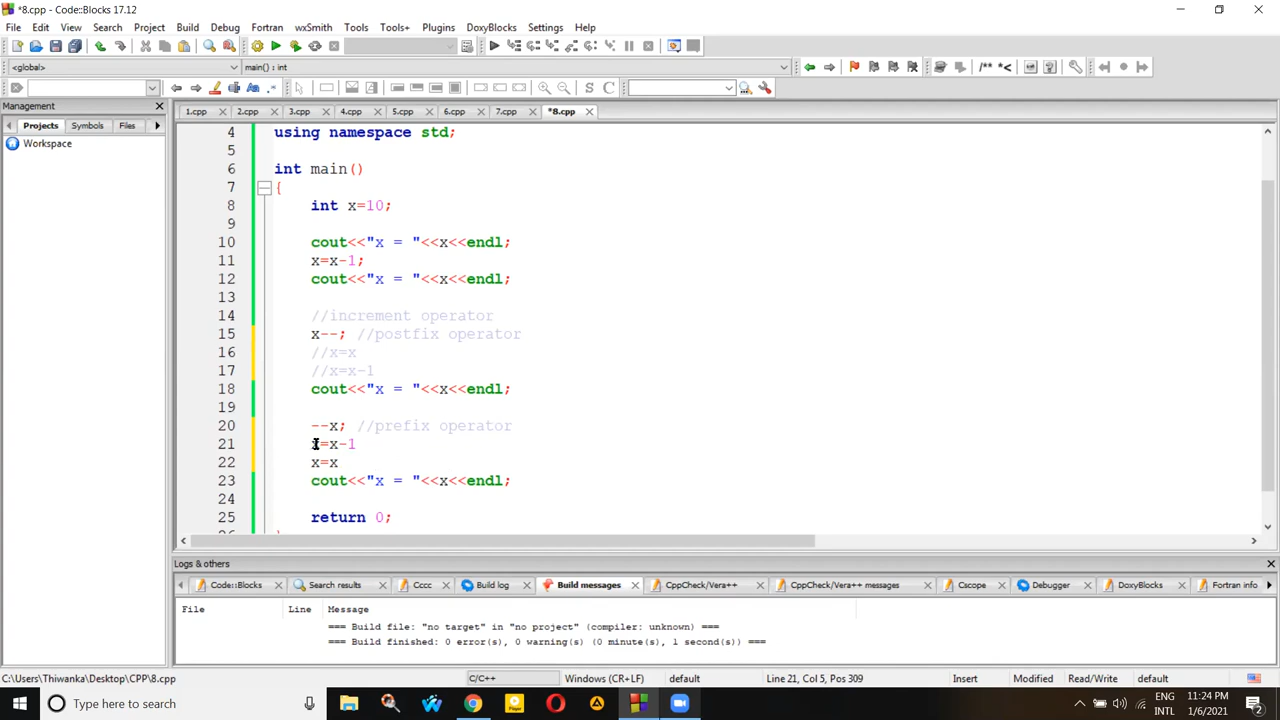 *8.cpp - Code::Blocks 17.12
File Edit View Search Project Build Debug Fortran wxSmith Tools Tools+ Plugins DoxyBlocks Settings Help
<global> main() : int
/** *<
S C
Management
Projects Symbols Files
Workspace
1.cpp 2.cpp 3.cpp 4.cpp 5.cpp 6.cpp 7.cpp *8.cpp
4 using namespace std;
5
6 int main()
7 {
8 int x=10;
9
10 cout<<"x = "<<x<<endl;
11 x=x-1;
12 cout<<"x = "<<x<<endl;
13
14 //increment operator
15 x--; //postfix operator
16 //x=x
17 //x=x-1
18 cout<<"x = "<<x<<endl;
19
20 --x; //prefix operator
21 x=x-1
22 x=x
23 cout<<"x = "<<x<<endl;
24
25 return 0;
Logs & others
Code::Blocks Search results Cccc Build log Build messages CppCheck/Vera++ CppCheck/Vera++ messages Cscope Debugger DoxyBlocks Fortran info
File Line Message
=== Build file: "no target" in "no project" (compiler: unknown) ===
=== Build finished: 0 error(s), 0 warning(s) (0 minute(s), 1 second(s)) ===
C:\Users\Thiwanka\Desktop\CPP\8.cpp C/C++ Windows (CR+LF) default Line 21, Col 5, Pos 309 Insert Modified Read/Write default
Type here to search
ENG
INTL
11:24 PM
1/6/2021
2